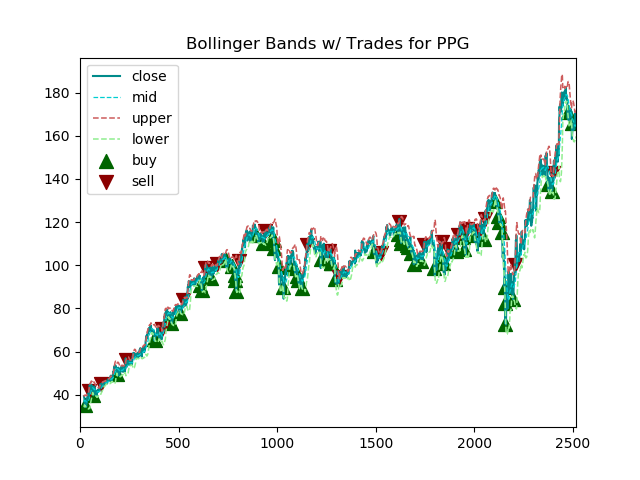 Bollinger Bands w/ Trades for PPG
close
mid
upper
lower
buy
sell
180
160
140
120
100
80
60
40
0 500 1000 1500 2000 2500